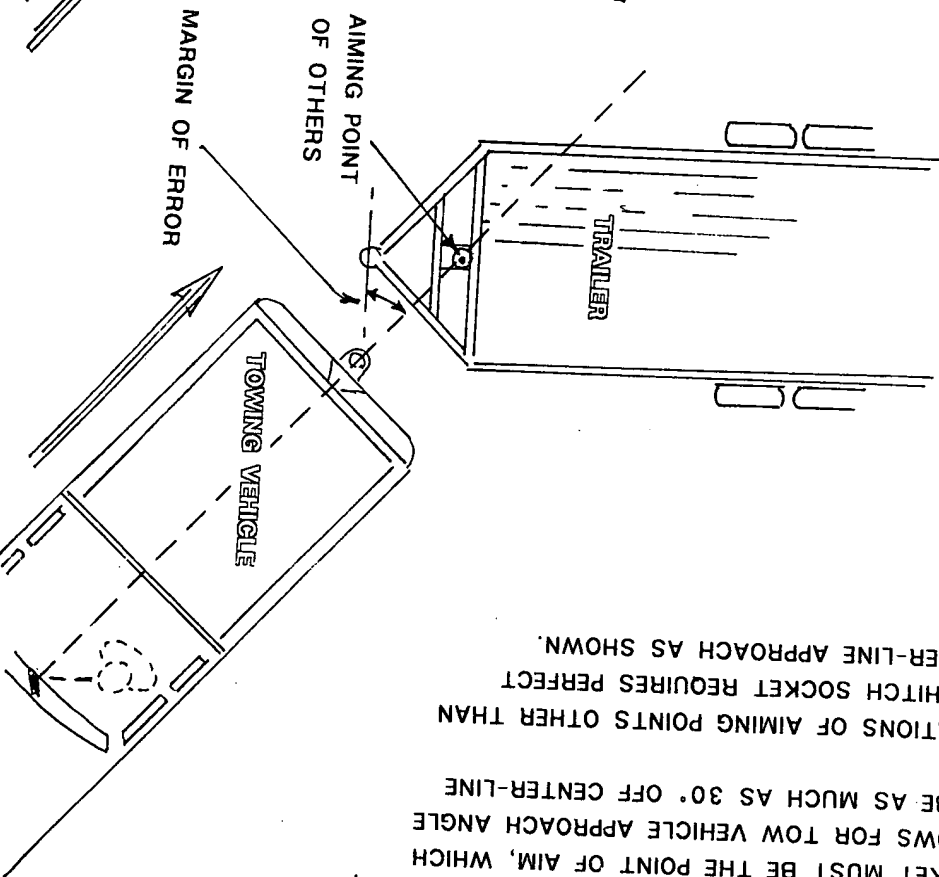 AIMING POINT
OF OTHERS
MARGIN OF ERROR
TRAILER
TOWING VEHICLE
KET MUST BE THE POINT OF AIM, WHICH
OWS FOR TOW VEHICLE APPROACH ANGLE
BE AS MUCH AS 30° OFF CENTER-LINE
TIONS OF AIMING POINTS OTHER THAN
HITCH SOCKET REQUIRES PERFECT
ER-LINE APPROACH AS SHOWN.